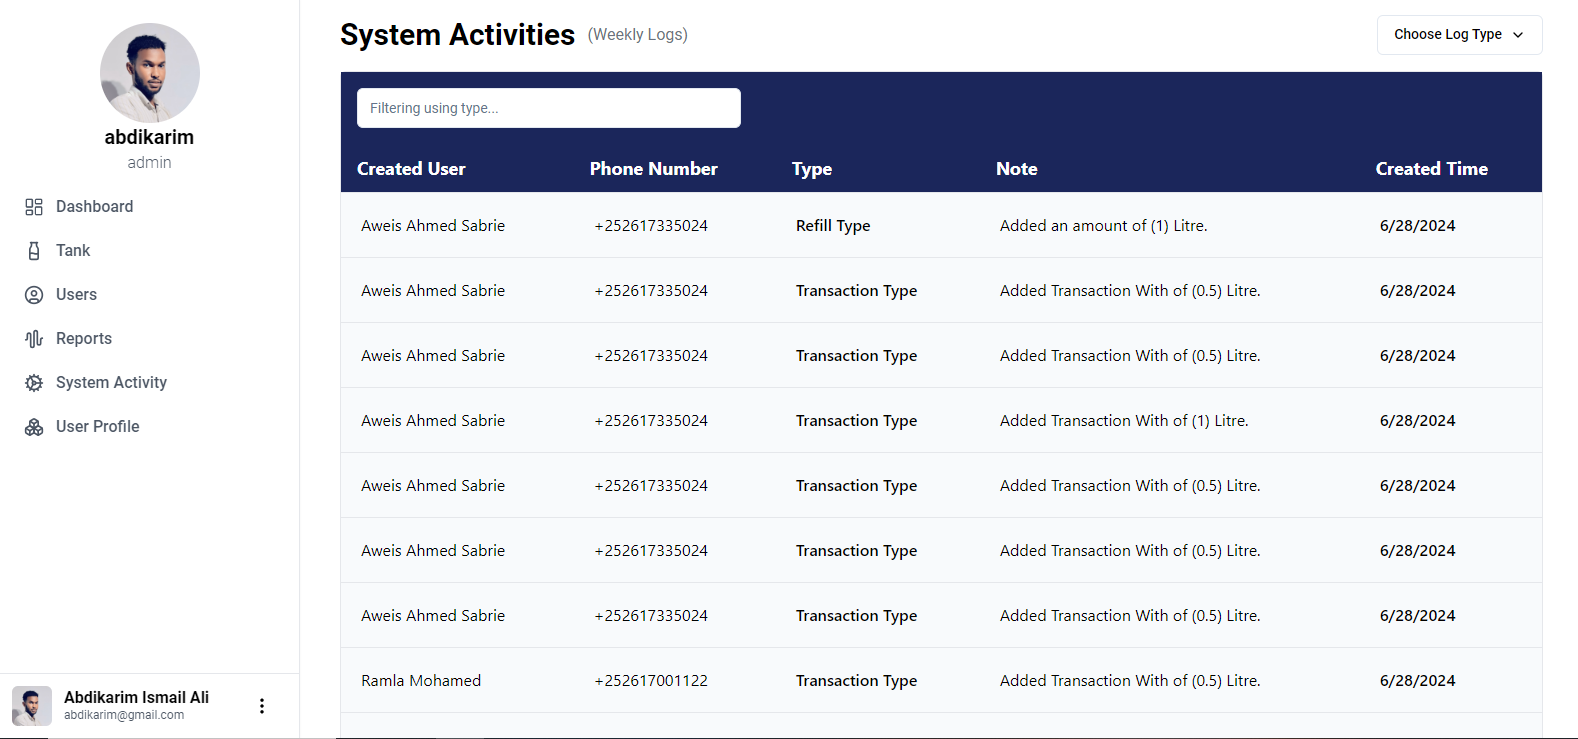 abdikarim
admin
Dashboard
Tank
Users
Reports
System Activity
User Profile
Abdikarim Ismail Ali
abdikarim@gmail.com
System Activities (Weekly Logs)
Choose Log Type
Filtering using type...
Created User Phone Number Type Note Created Time
Aweis Ahmed Sabrie +252617335024 Refill Type Added an amount of (1) Litre. 6/28/2024
Aweis Ahmed Sabrie +252617335024 Transaction Type Added Transaction With of (0.5) Litre. 6/28/2024
Aweis Ahmed Sabrie +252617335024 Transaction Type Added Transaction With of (0.5) Litre. 6/28/2024
Aweis Ahmed Sabrie +252617335024 Transaction Type Added Transaction With of (1) Litre. 6/28/2024
Aweis Ahmed Sabrie +252617335024 Transaction Type Added Transaction With of (0.5) Litre. 6/28/2024
Aweis Ahmed Sabrie +252617335024 Transaction Type Added Transaction With of (0.5) Litre. 6/28/2024
Aweis Ahmed Sabrie +252617335024 Transaction Type Added Transaction With of (0.5) Litre. 6/28/2024
Ramla Mohamed +252617001122 Transaction Type Added Transaction With of (0.5) Litre. 6/28/2024